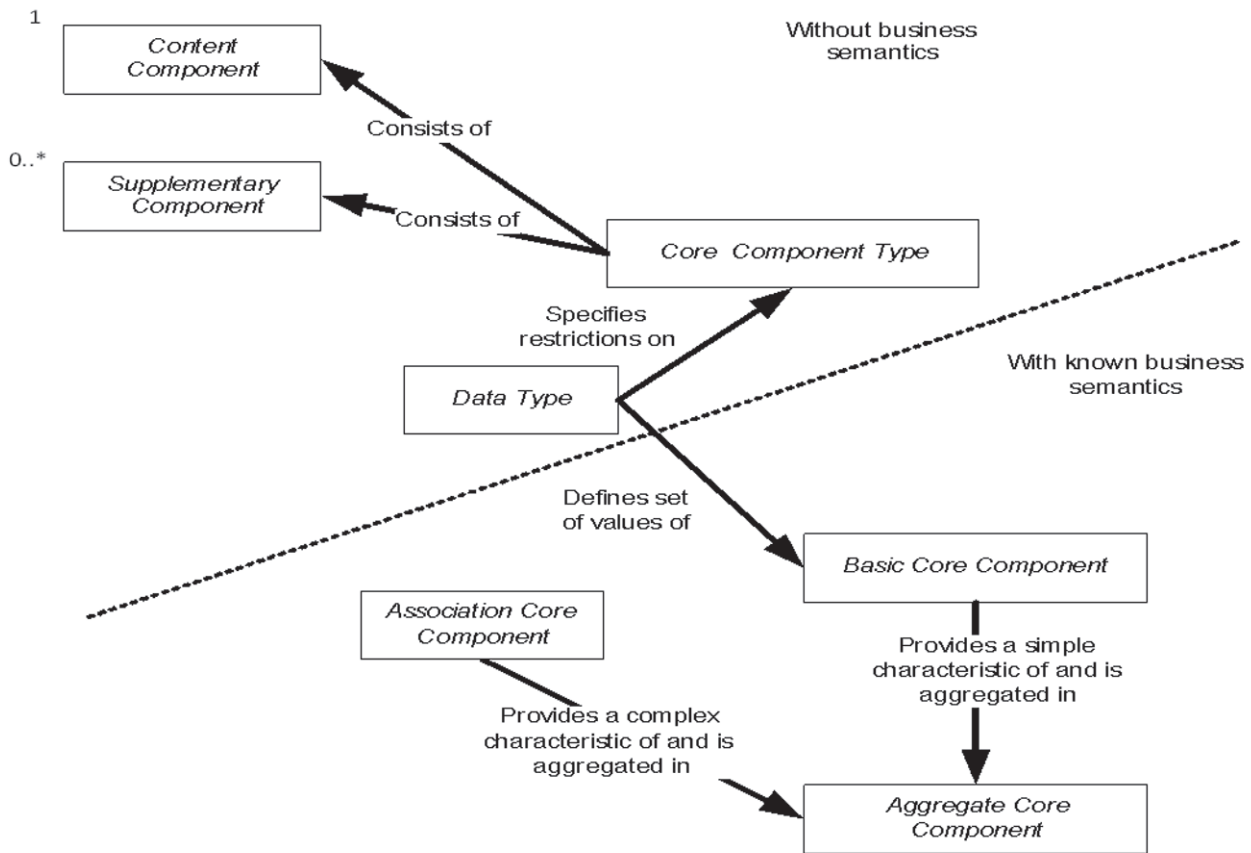 1
Content
Component
Without business
semantics
Consists of
0..*
Supplementary
Component
Consists of
Core Component Type
Specifies
restrictions on
With known business
semantics
Data Type
Defines set
of values of
Basic Core Component
Association Core
Component
Provides a simple
characteristic of and is
aggregated in
Provides a complex
characteristic of and is
aggregated in
Aggregate Core
Component